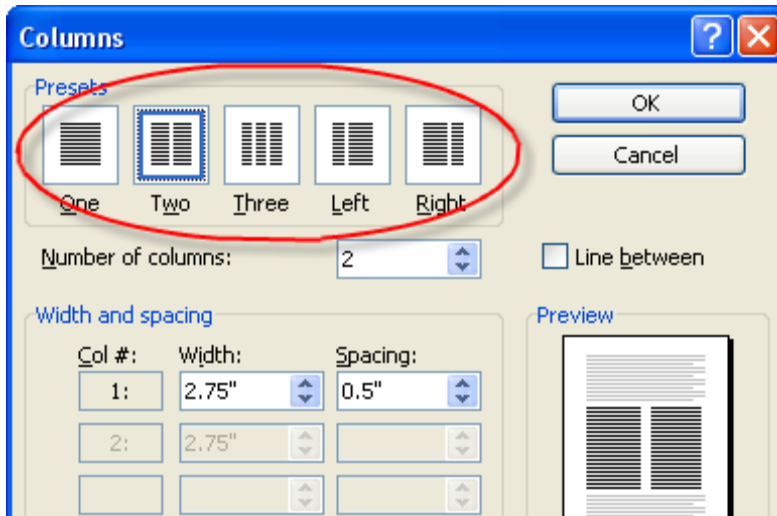 Columns
Presets
OK
Cancel
One Two Three Left Right
Number of columns: 2 Line between
Width and spacing Preview
Col #: Width: Spacing:
1: 2.75" 0.5"
2: 2.75"